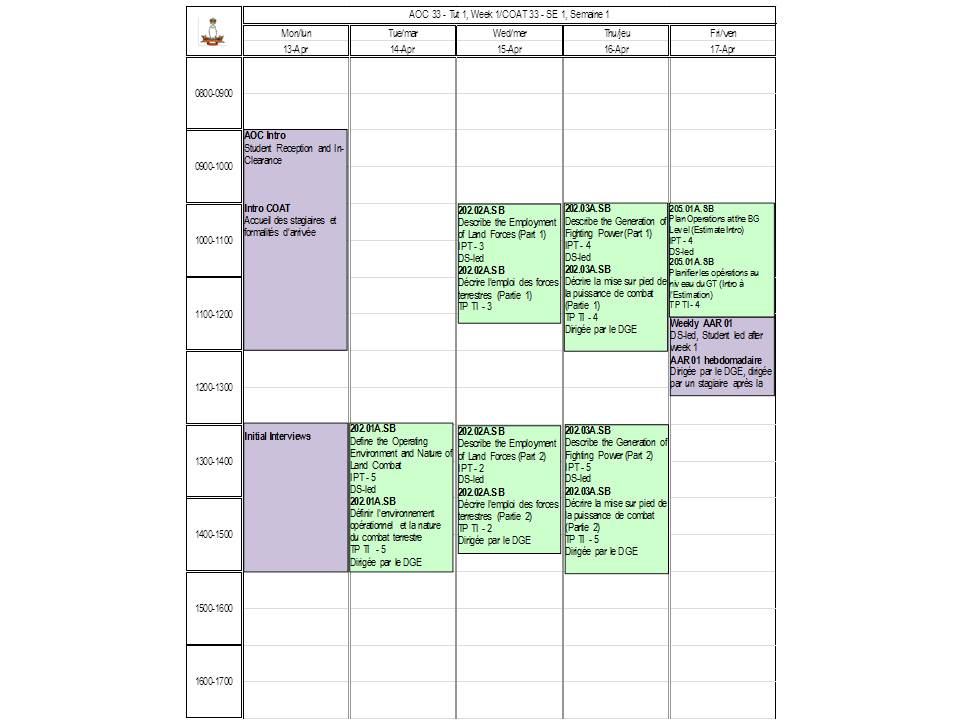 AOC 33 - Tut 1, Week 1/COAT 33 - SE 1, Semaine 1
Mon/lun
Tue/mar
Wed/mer
Thu/jeu
Fri/ven
13-Apr
14-Apr
15-Apr
16-Apr
17-Apr
0800-0900
0900-1000
1000-1100
1100-1200
1200-1300
1300-1400
1400-1500
1500-1600
1600-1700
AOC Intro
Student Reception and In-
Clearance
Intro COAT
Accueil des stagiaires et
formalités d'arrivée
Initial Interviews
202.01A.SB
Define the Operating
Environment and Nature of
Land Combat
IPT - 5
DS-led
202.01A.SB
Définir l'environnement
opérationnel et la nature
du combat terrestre
TP TI - 5
Dirigée par le DGE
202.02A.SB
Describe the Employment
of Land Forces (Part 1)
IPT - 3
DS-led
202.02A.SB
Décrire l'emploi des forces
terrestres (Partie 1)
TP TI - 3
202.02A.SB
Describe the Employment
of Land Forces (Part 2)
IPT - 2
DS-led
202.02A.SB
Décrire l'emploi des forces
terrestres (Partie 2)
TP TI - 2
Dirigée par le DGE
202.03A.SB
Describe the Generation of
Fighting Power (Part 1)
IPT - 4
DS-led
202.03A.SB
Décrire la mise sur pied de
la puissance de combat
(Partie 1)
TP TI - 4
Dirigée par le DGE
202.03A.SB
Describe the Generation of
Fighting Power (Part 2)
IPT - 5
DS-led
202.03A.SB
Décrire la mise sur pied de
la puissance de combat
(Partie 2)
TP TI - 5
Dirigée par le DGE
205.01A.SB
Plan Operations at the BG
Level (Estimate Intro)
IPT - 4
DS-led
205.01A.SB
Planifier les opérations au
niveau du GT (Intro à
l'Estimation)
TP TI - 4
Weekly AAR 01
DS-led, Student led after
week 1
AAR 01 hebdomadaire
Dirigée par le DGE, dirigée
par un stagiaire après la